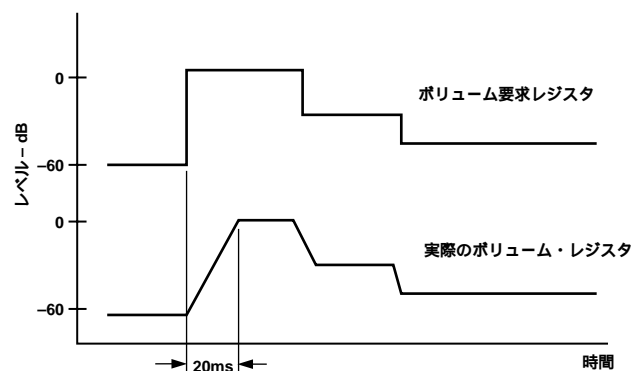 0
ボリューム要求レジスタ
レベル – dB
–60
0
実際のボリューム・レジスタ
–60
20ms
時間